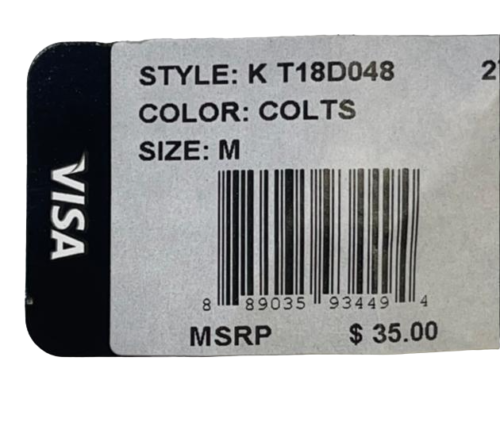 STYLE: K T18D048
COLOR: COLTS
SIZE: M
VISA
8 89035 93449 4
MSRP $ 35.00